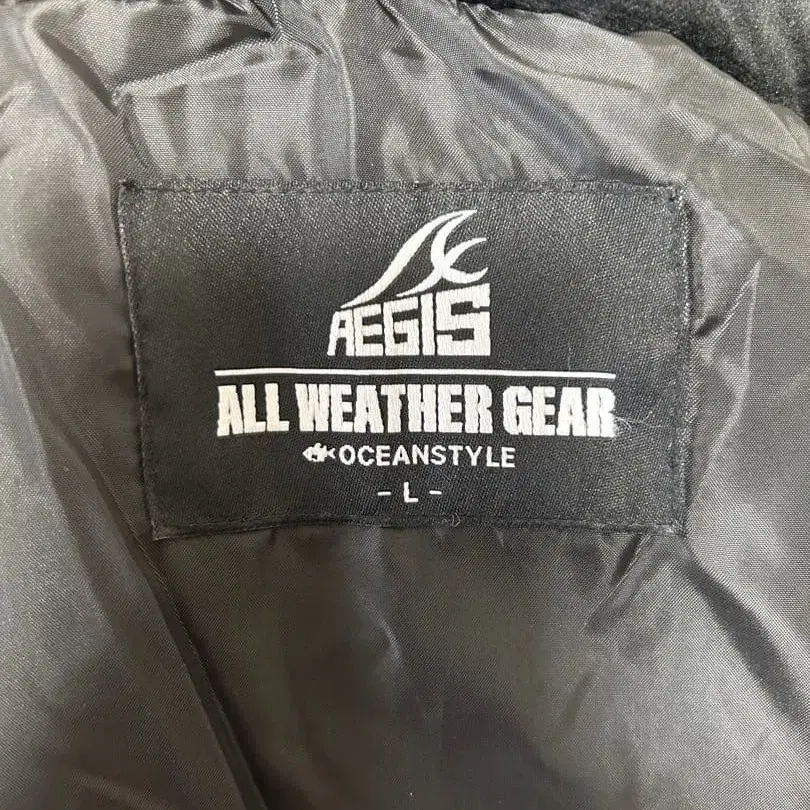 AEGIS
ALL WEATHER GEAR
OCEANSTYLE
- L -